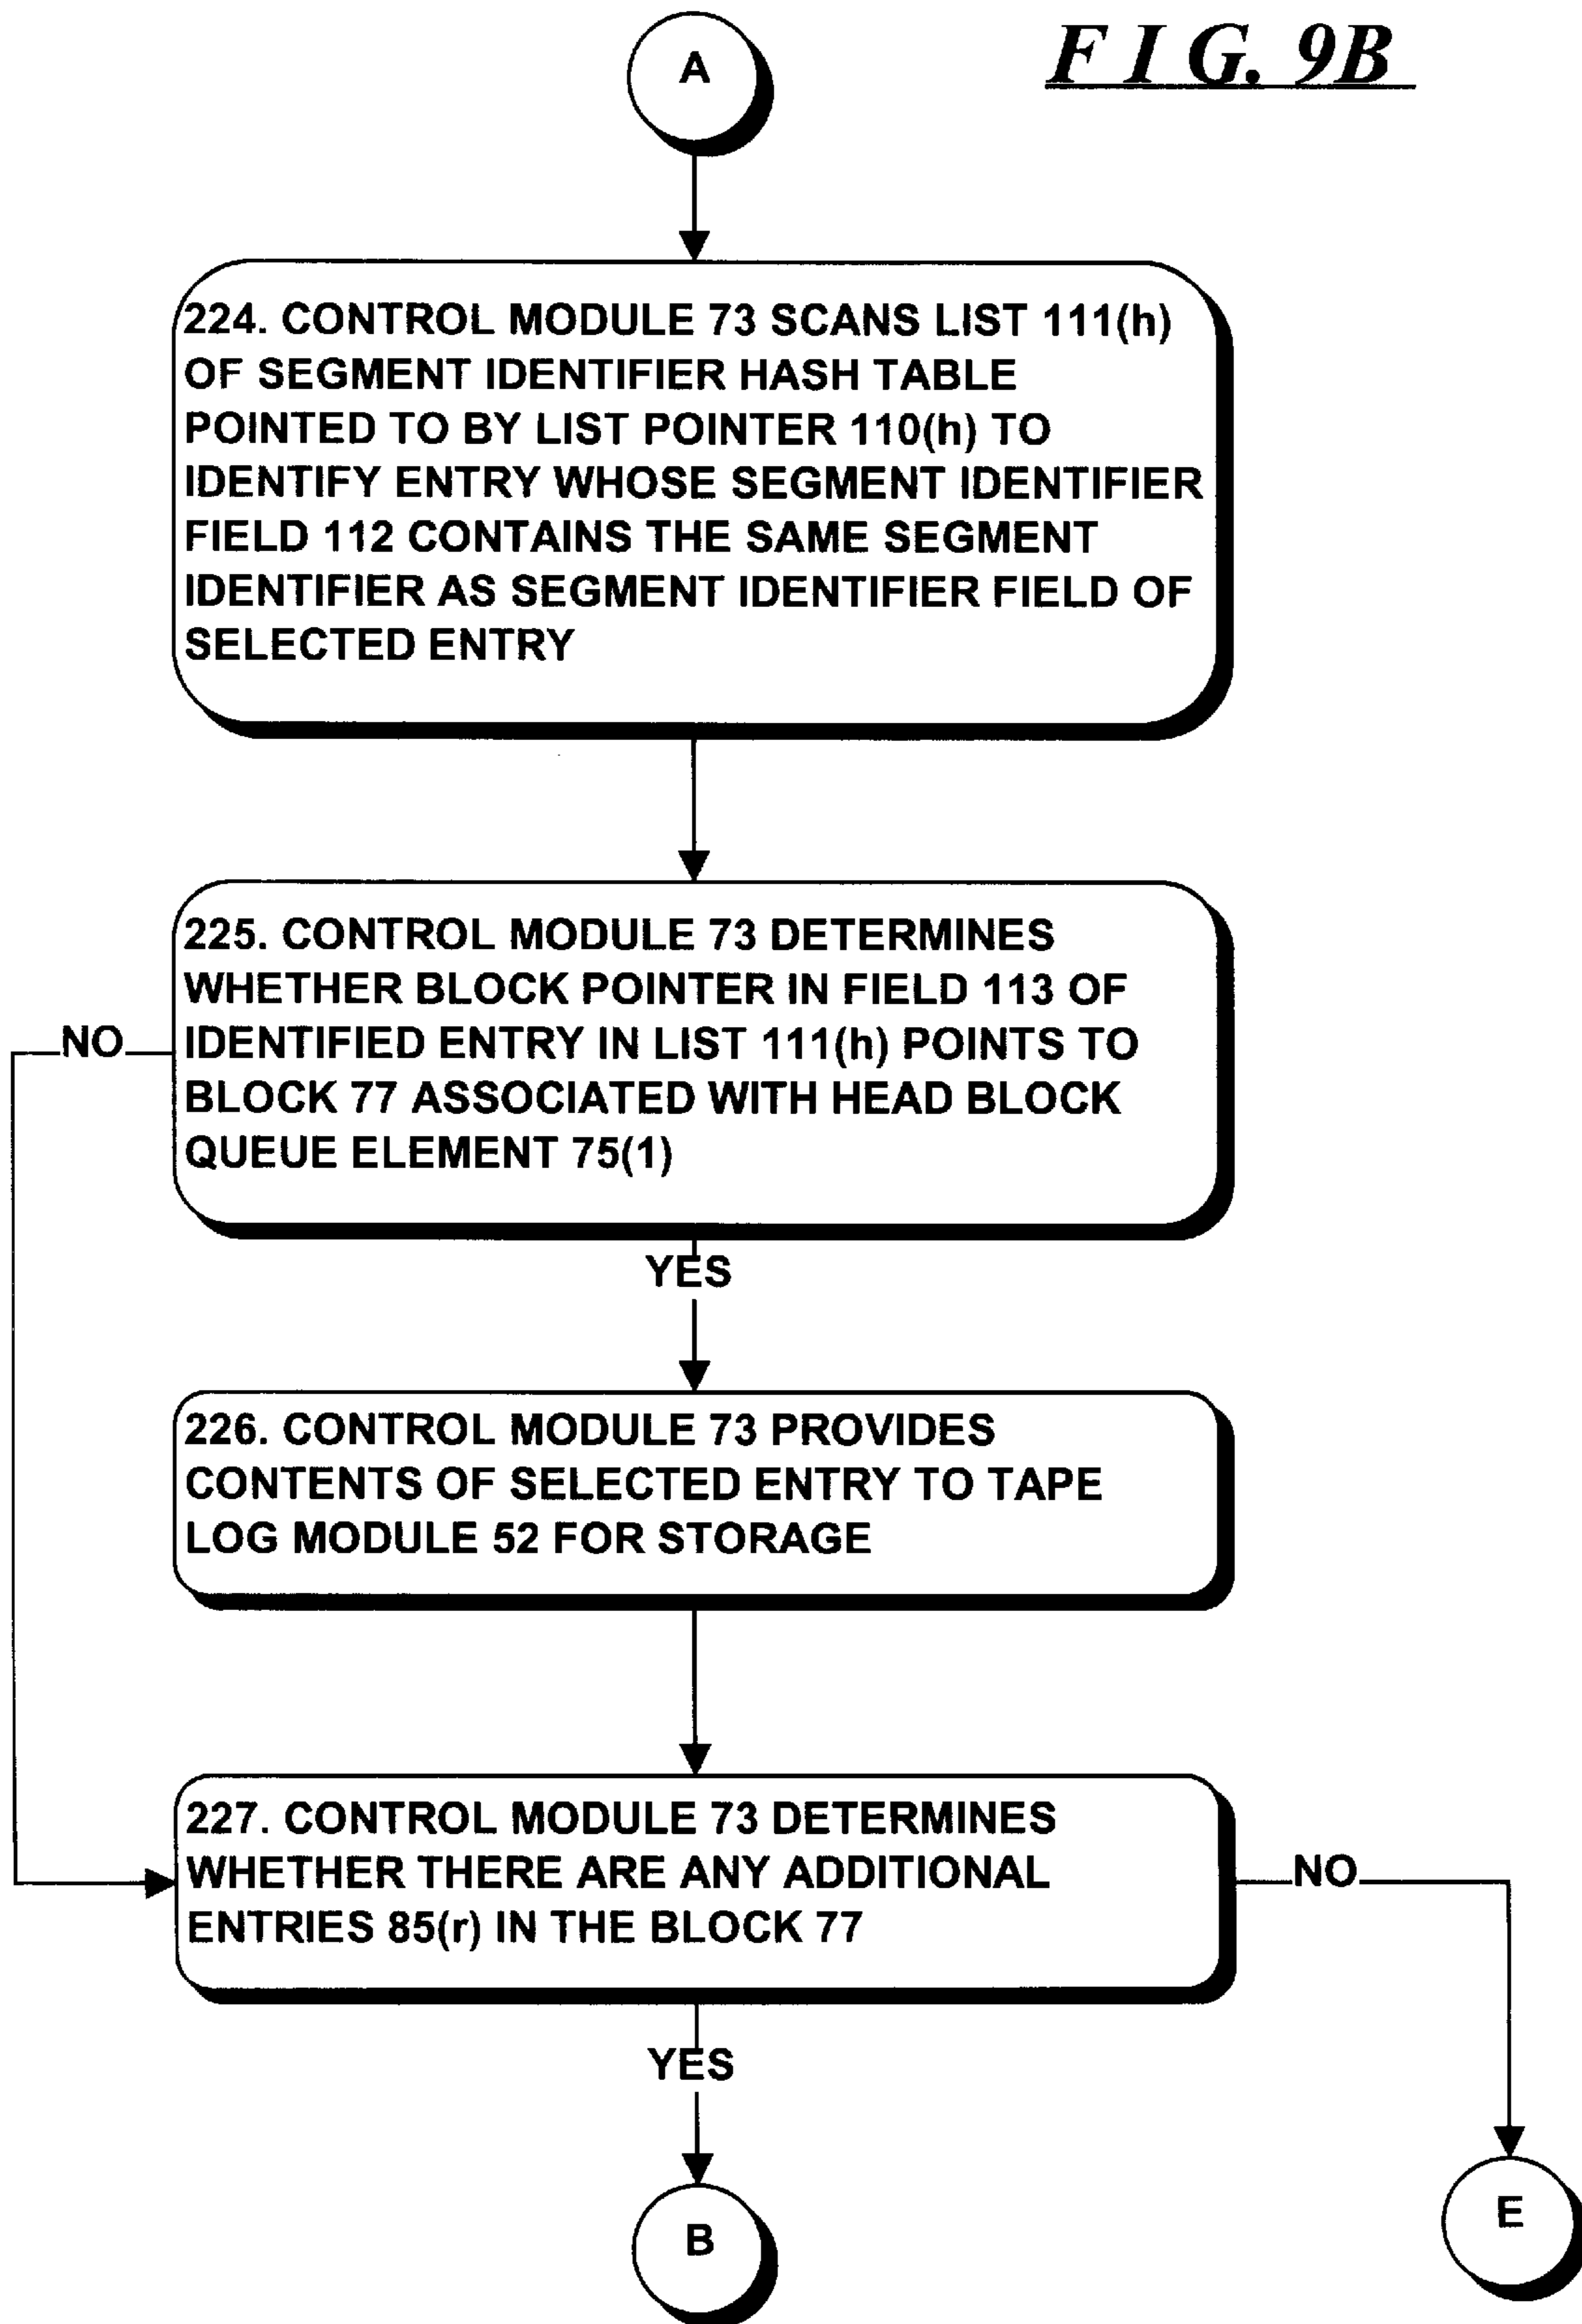 A
F I G. 9B
224. CONTROL MODULE 73 SCANS LIST 111(h)
OF SEGMENT IDENTIFIER HASH TABLE
POINTED TO BY LIST POINTER 110(h) TO
IDENTIFY ENTRY WHOSE SEGMENT IDENTIFIER
FIELD 112 CONTAINS THE SAME SEGMENT
IDENTIFIER AS SEGMENT IDENTIFIER FIELD OF
SELECTED ENTRY
225. CONTROL MODULE 73 DETERMINES
WHETHER BLOCK POINTER IN FIELD 113 OF
IDENTIFIED ENTRY IN LIST 111(h) POINTS TO
BLOCK 77 ASSOCIATED WITH HEAD BLOCK
QUEUE ELEMENT 75(1)
NO
YES
226. CONTROL MODULE 73 PROVIDES
CONTENTS OF SELECTED ENTRY TO TAPE
LOG MODULE 52 FOR STORAGE
227. CONTROL MODULE 73 DETERMINES
WHETHER THERE ARE ANY ADDITIONAL
ENTRIES 85(r) IN THE BLOCK 77
NO
YES
B
E